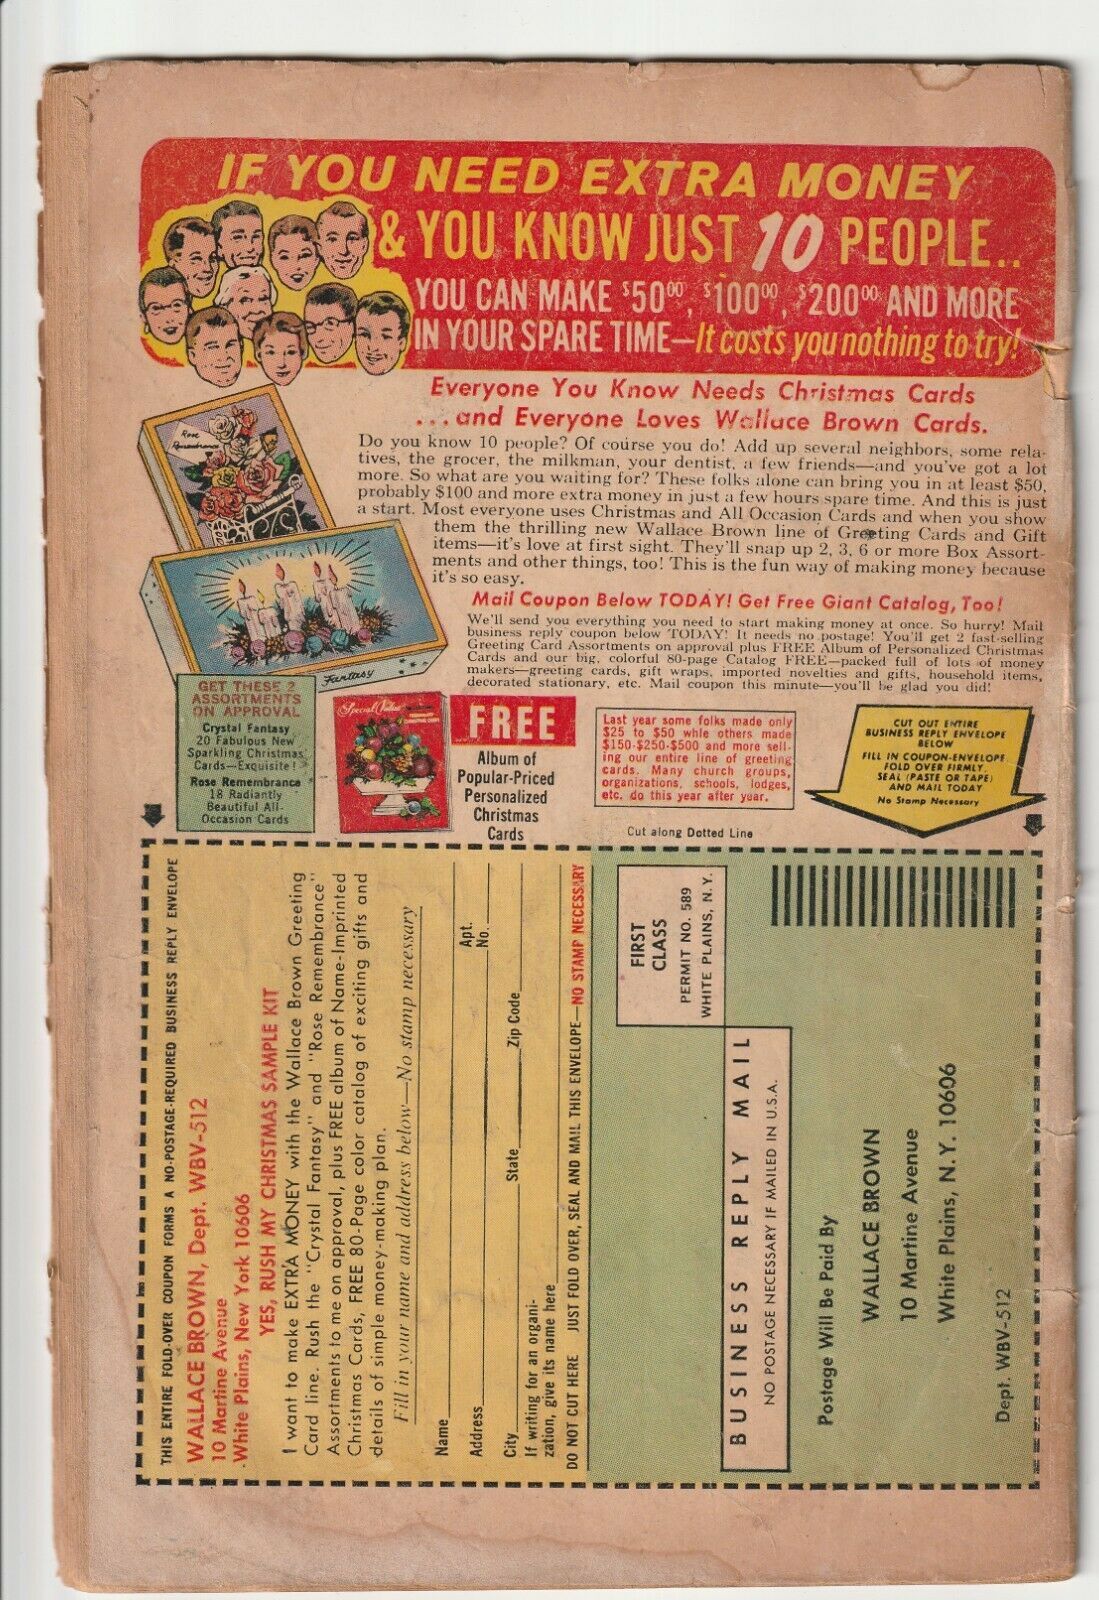 IF YOU NEED EXTRA MONEY
& YOU KNOW JUST 10 PEOPLE..
YOU CAN MAKE $50.00, $100.00, $200.00 AND MORE
IN YOUR SPARE TIME—It costs you nothing to try!
Everyone You Know Needs Christmas Cards
...and Everyone Loves Wallace Brown Cards.
Do you know 10 people? Of course you do! Add up several neighbors, some rela-
tives, the grocer, the milkman, your dentist, a few friends—and you've got a lot
more. So what are you waiting for? These folks alone can bring you in at least $50,
probably $100 and more extra money in just a few hours spare time. And this is just
a start. Most everyone uses Christmas and All Occasion Cards and when you show
them the thrilling new Wallace Brown line of Greeting Cards and Gift
items—it's love at first sight. They'll snap up 2, 3, 6 or more Box Assort-
ments and other things, too! This is the fun way of making money because
it's so easy.
Rose
Remembrance
Fantasy
Mail Coupon Below TODAY! Get Free Giant Catalog, Too!
We'll send you everything you need to start making money at once. So hurry! Mail
business reply coupon below TODAY! It needs no postage! You'll get 2 fast-selling
Greeting Card Assortments on approval plus FREE Album of Personalized Christmas
Cards and our big, colorful 80-page Catalog FREE—packed full of lots of money
makers—greeting cards, gift wraps, imported novelties and gifts, household items,
decorated stationary, etc. Mail coupon this minute—you'll be glad you did!
GET THESE 2
ASSORTMENTS
ON APPROVAL
Crystal Fantasy
20 Fabulous New
Sparkling Christmas
Cards—Exquisite!
Rose Remembrance
18 Radiantly
Beautiful All-
Occasion Cards
Special Value
FREE
Album of
Popular-Priced
Personalized
Christmas
Cards
Last year some folks made only
$25 to $50 while others made
$150-$250-$500 and more sell-
ing our entire line of greeting
cards. Many church groups,
organizations, schools, lodges,
etc. do this year after year.
CUT OUT ENTIRE
BUSINESS REPLY ENVELOPE
BELOW
FILL IN COUPON-ENVELOPE
FOLD OVER FIRMLY,
SEAL (PASTE OR TAPE)
AND MAIL TODAY
No Stamp Necessary
Cut along Dotted Line
THIS ENTIRE FOLD-OVER COUPON FORMS A NO-POSTAGE-REQUIRED BUSINESS REPLY ENVELOPE
WALLACE BROWN, Dept. WBV-512
10 Martine Avenue
White Plains, New York 10606
YES, RUSH MY CHRISTMAS SAMPLE KIT
I want to make EXTRA MONEY with the Wallace Brown Greeting
Card line. Rush the "Crystal Fantasy" and "Rose Remembrance"
Assortments to me on approval, plus FREE album of Name-Imprinted
Christmas Cards, FREE 80-Page color catalog of exciting gifts and
details of simple money-making plan.
Fill in your name and address below—No stamp necessary
Name
Address Apt. No.
City State Zip Code
If writing for an organi-
zation, give its name here
DO NOT CUT HERE JUST FOLD OVER, SEAL AND MAIL THIS ENVELOPE—NO STAMP NECESSARY
FIRST
CLASS
PERMIT NO. 589
WHITE PLAINS, N.Y.
BUSINESS REPLY MAIL
NO POSTAGE NECESSARY IF MAILED IN U.S.A.
Postage Will Be Paid By
WALLACE BROWN
10 Martine Avenue
White Plains, N.Y. 10606
Dept. WBV-512